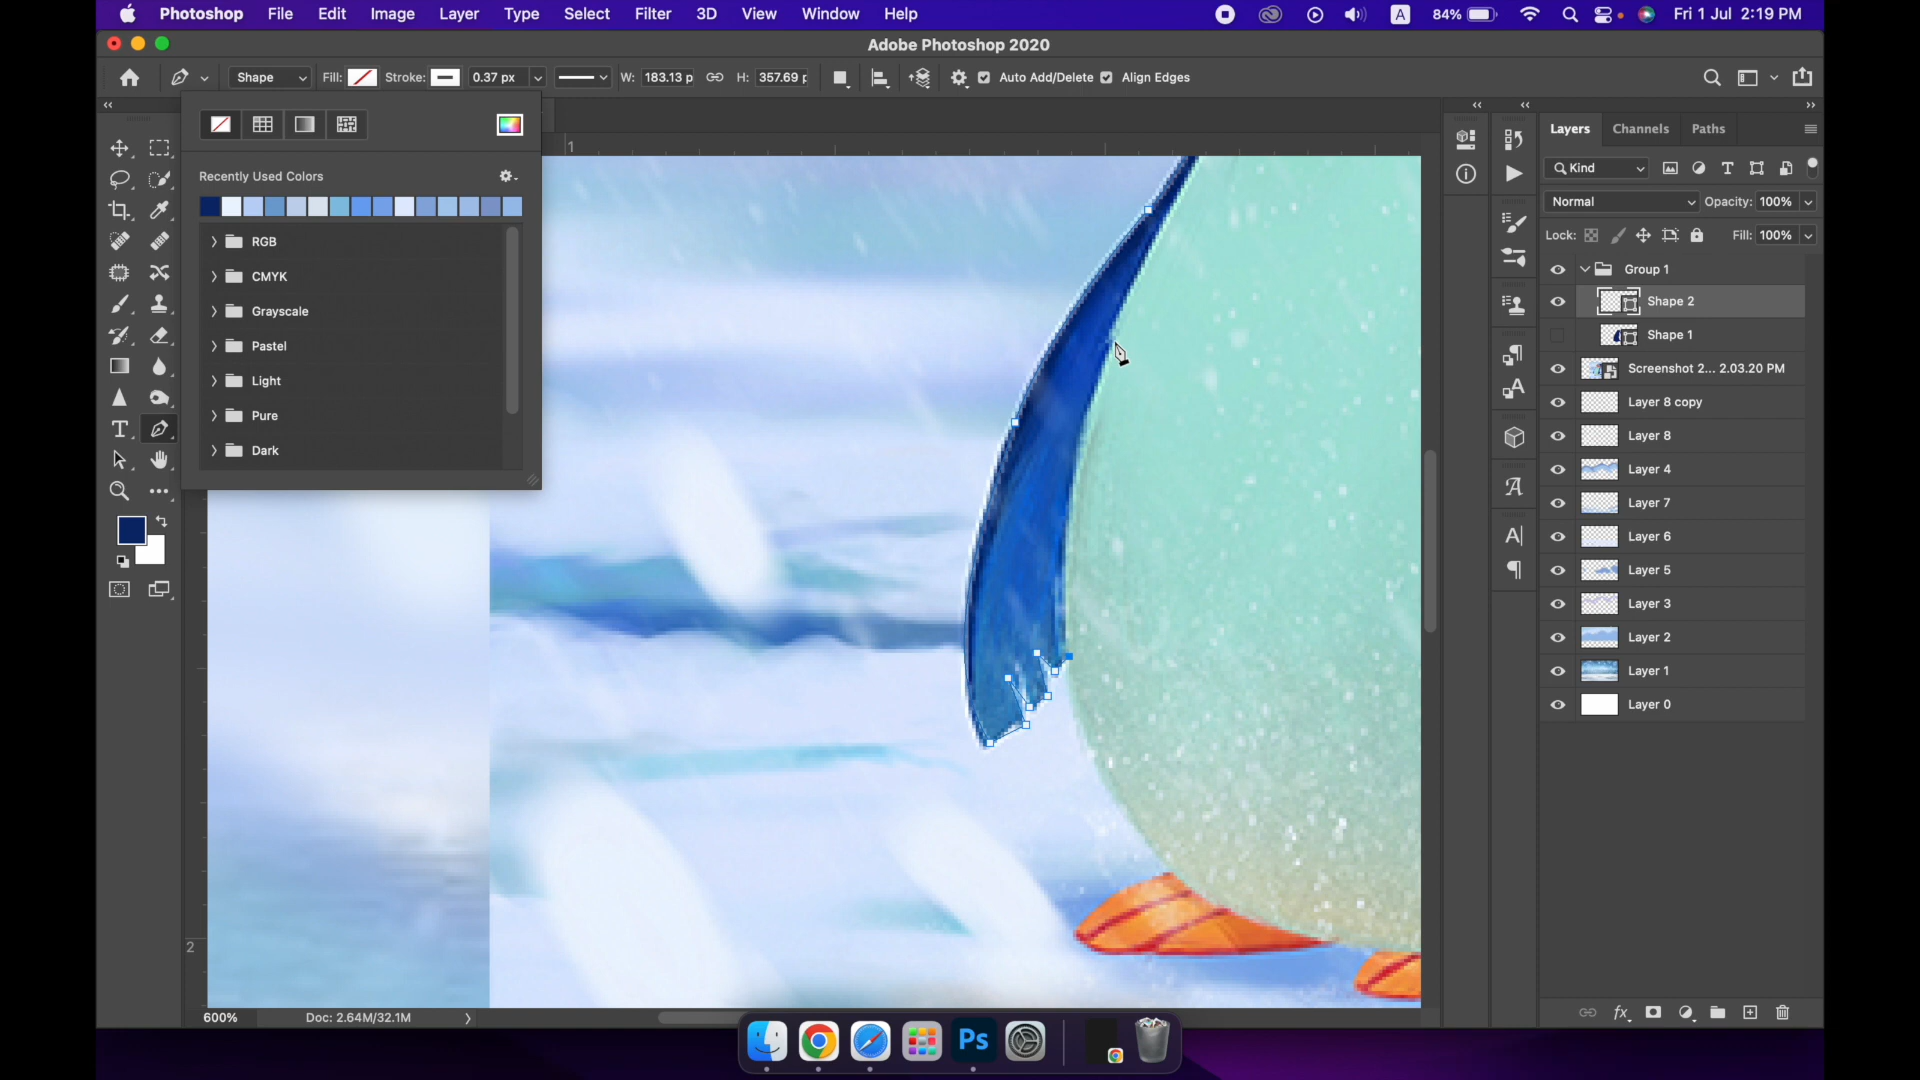 Photoshop File Edit Image Layer Type Select Filter 3D View Window Help A 84% Fri 1 Jul 2:19 PM
Adobe Photoshop 2020
Shape Fill: Stroke: 0.37 px W: 183.13 p H: 357.69 p Auto Add/Delete Align Edges
Recently Used Colors
RGB
CMYK
Grayscale
Pastel
Light
Pure
Dark
1
2
Layers Channels Paths
Kind
Normal Opacity: 100%
Lock: Fill: 100%
Group 1
Shape 2
Shape 1
Screenshot 2... 2.03.20 PM
Layer 8 copy
Layer 8
Layer 4
Layer 7
Layer 6
Layer 5
Layer 3
Layer 2
Layer 1
Layer 0
600% Doc: 2.64M/32.1M
Ps